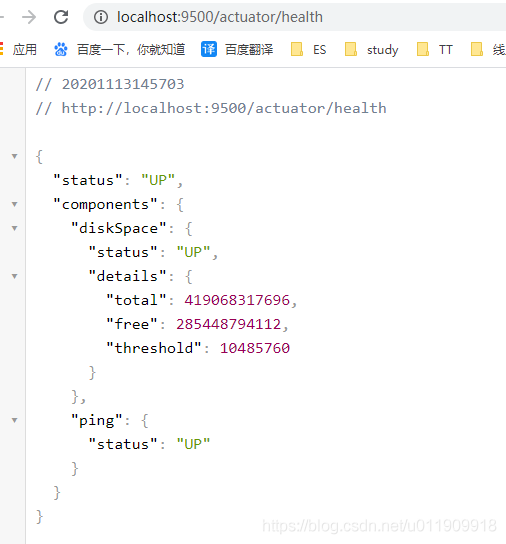 localhost:9500/actuator/health
应用 百度一下，你就知道 译 百度翻译 ES study TT 线
// 20201113145703
// http://localhost:9500/actuator/health
{
"status": "UP",
"components": {
"diskSpace": {
"status": "UP",
"details": {
"total": 419068317696,
"free": 285448794112,
"threshold": 10485760
}
},
"ping": {
"status": "UP"
}
}
}
https://blog.csdn.net/u011909918